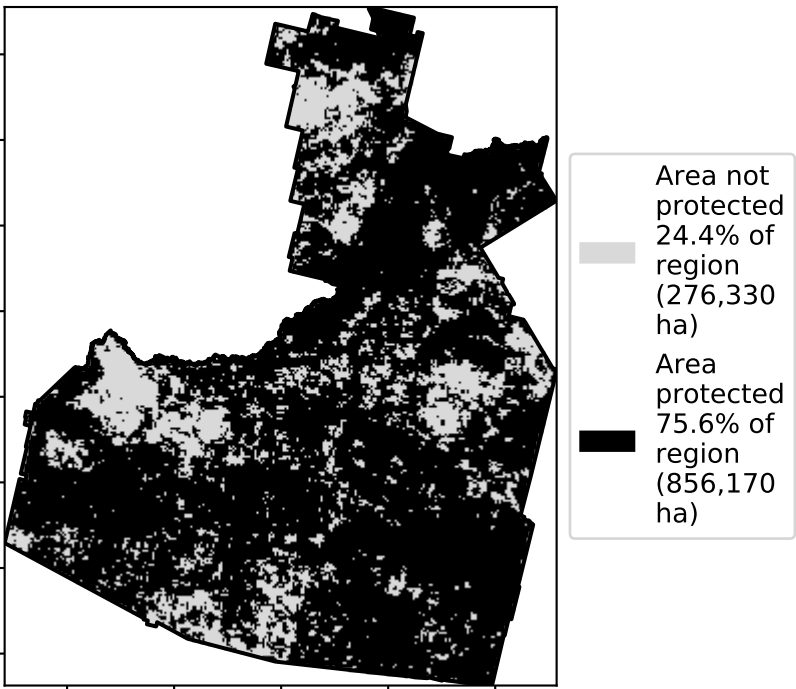 Area not
protected
24.4% of
region
(276,330
ha)
Area
protected
75.6% of
region
(856,170
ha)